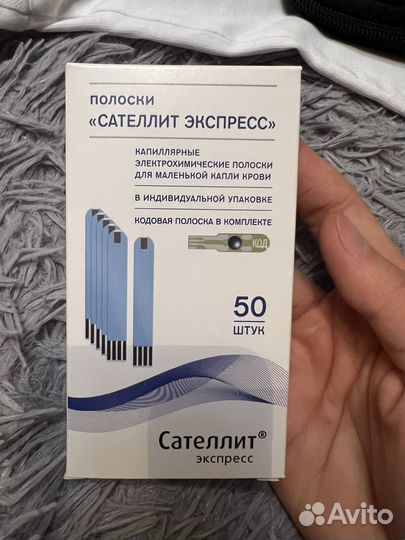 ПОЛОСКИ
«САТЕЛЛИТ ЭКСПРЕСС»
КАПИЛЛЯРНЫЕ
ЭЛЕКТРОХИМИЧЕСКИЕ ПОЛОСКИ
ДЛЯ МАЛЕНЬКОЙ КАПЛИ КРОВИ
В ИНДИВИДУАЛЬНОЙ УПАКОВКЕ
КОДОВАЯ ПОЛОСКА В КОМПЛЕКТЕ
КОД
50
ШТУК
Сателлит®
экспресс
Avito